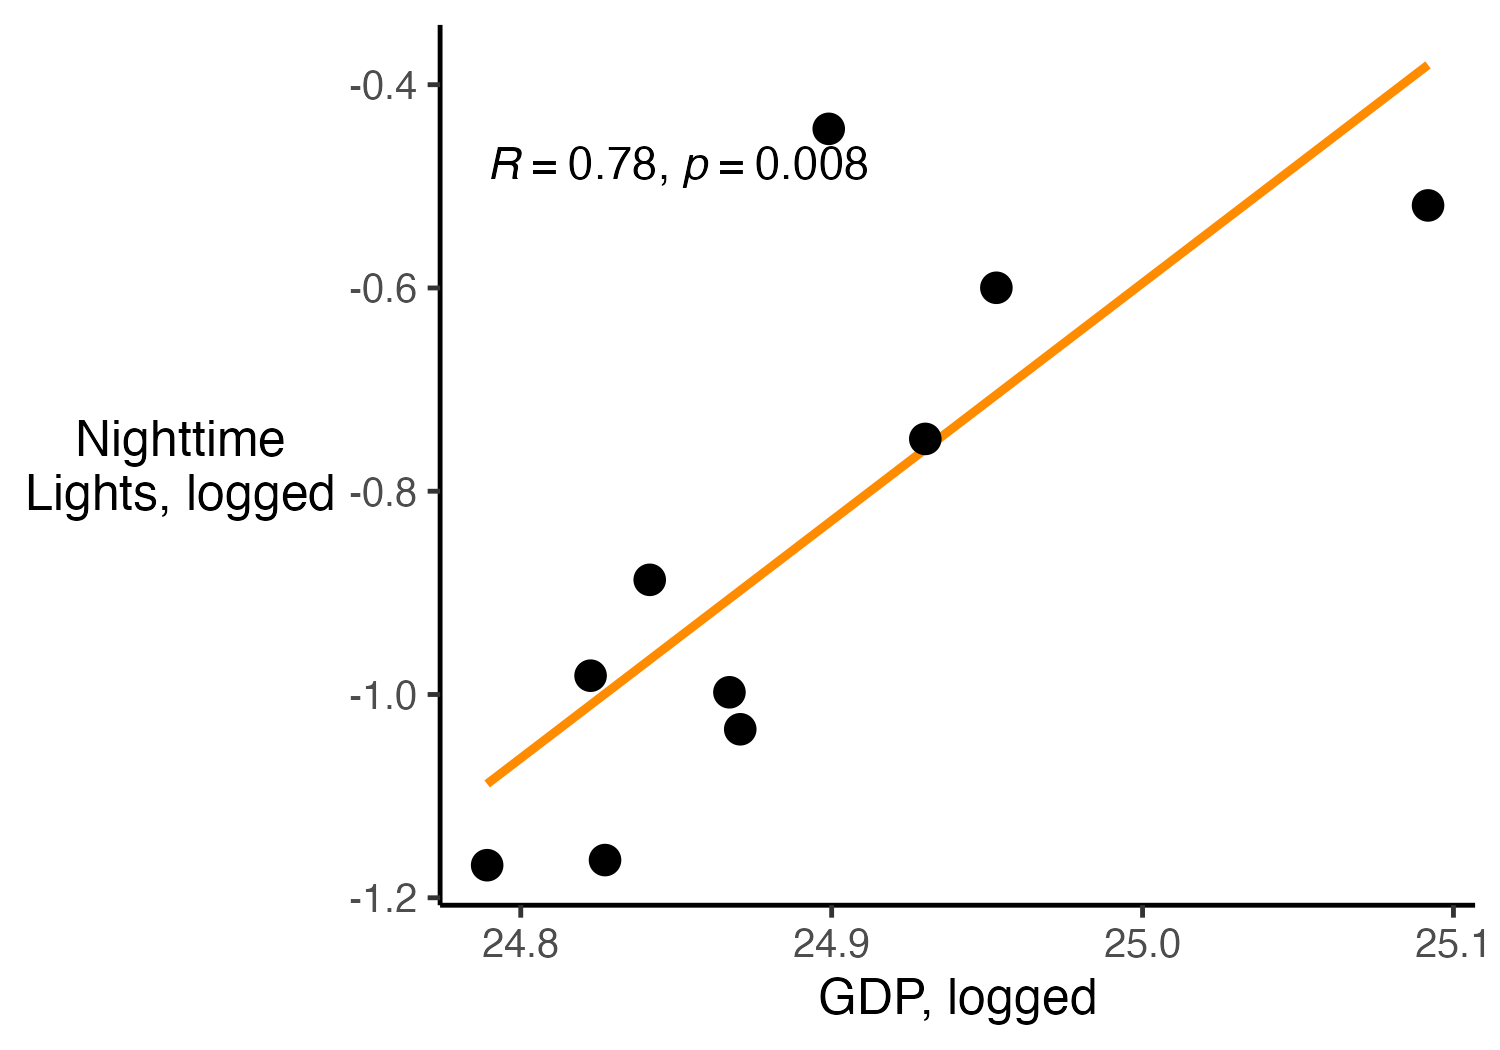 -0.4
R = 0.78, p = 0.008
-0.6
Nighttime
Lights, logged
-0.8
-1.0
-1.2
24.8 24.9 25.0 25.1
GDP, logged